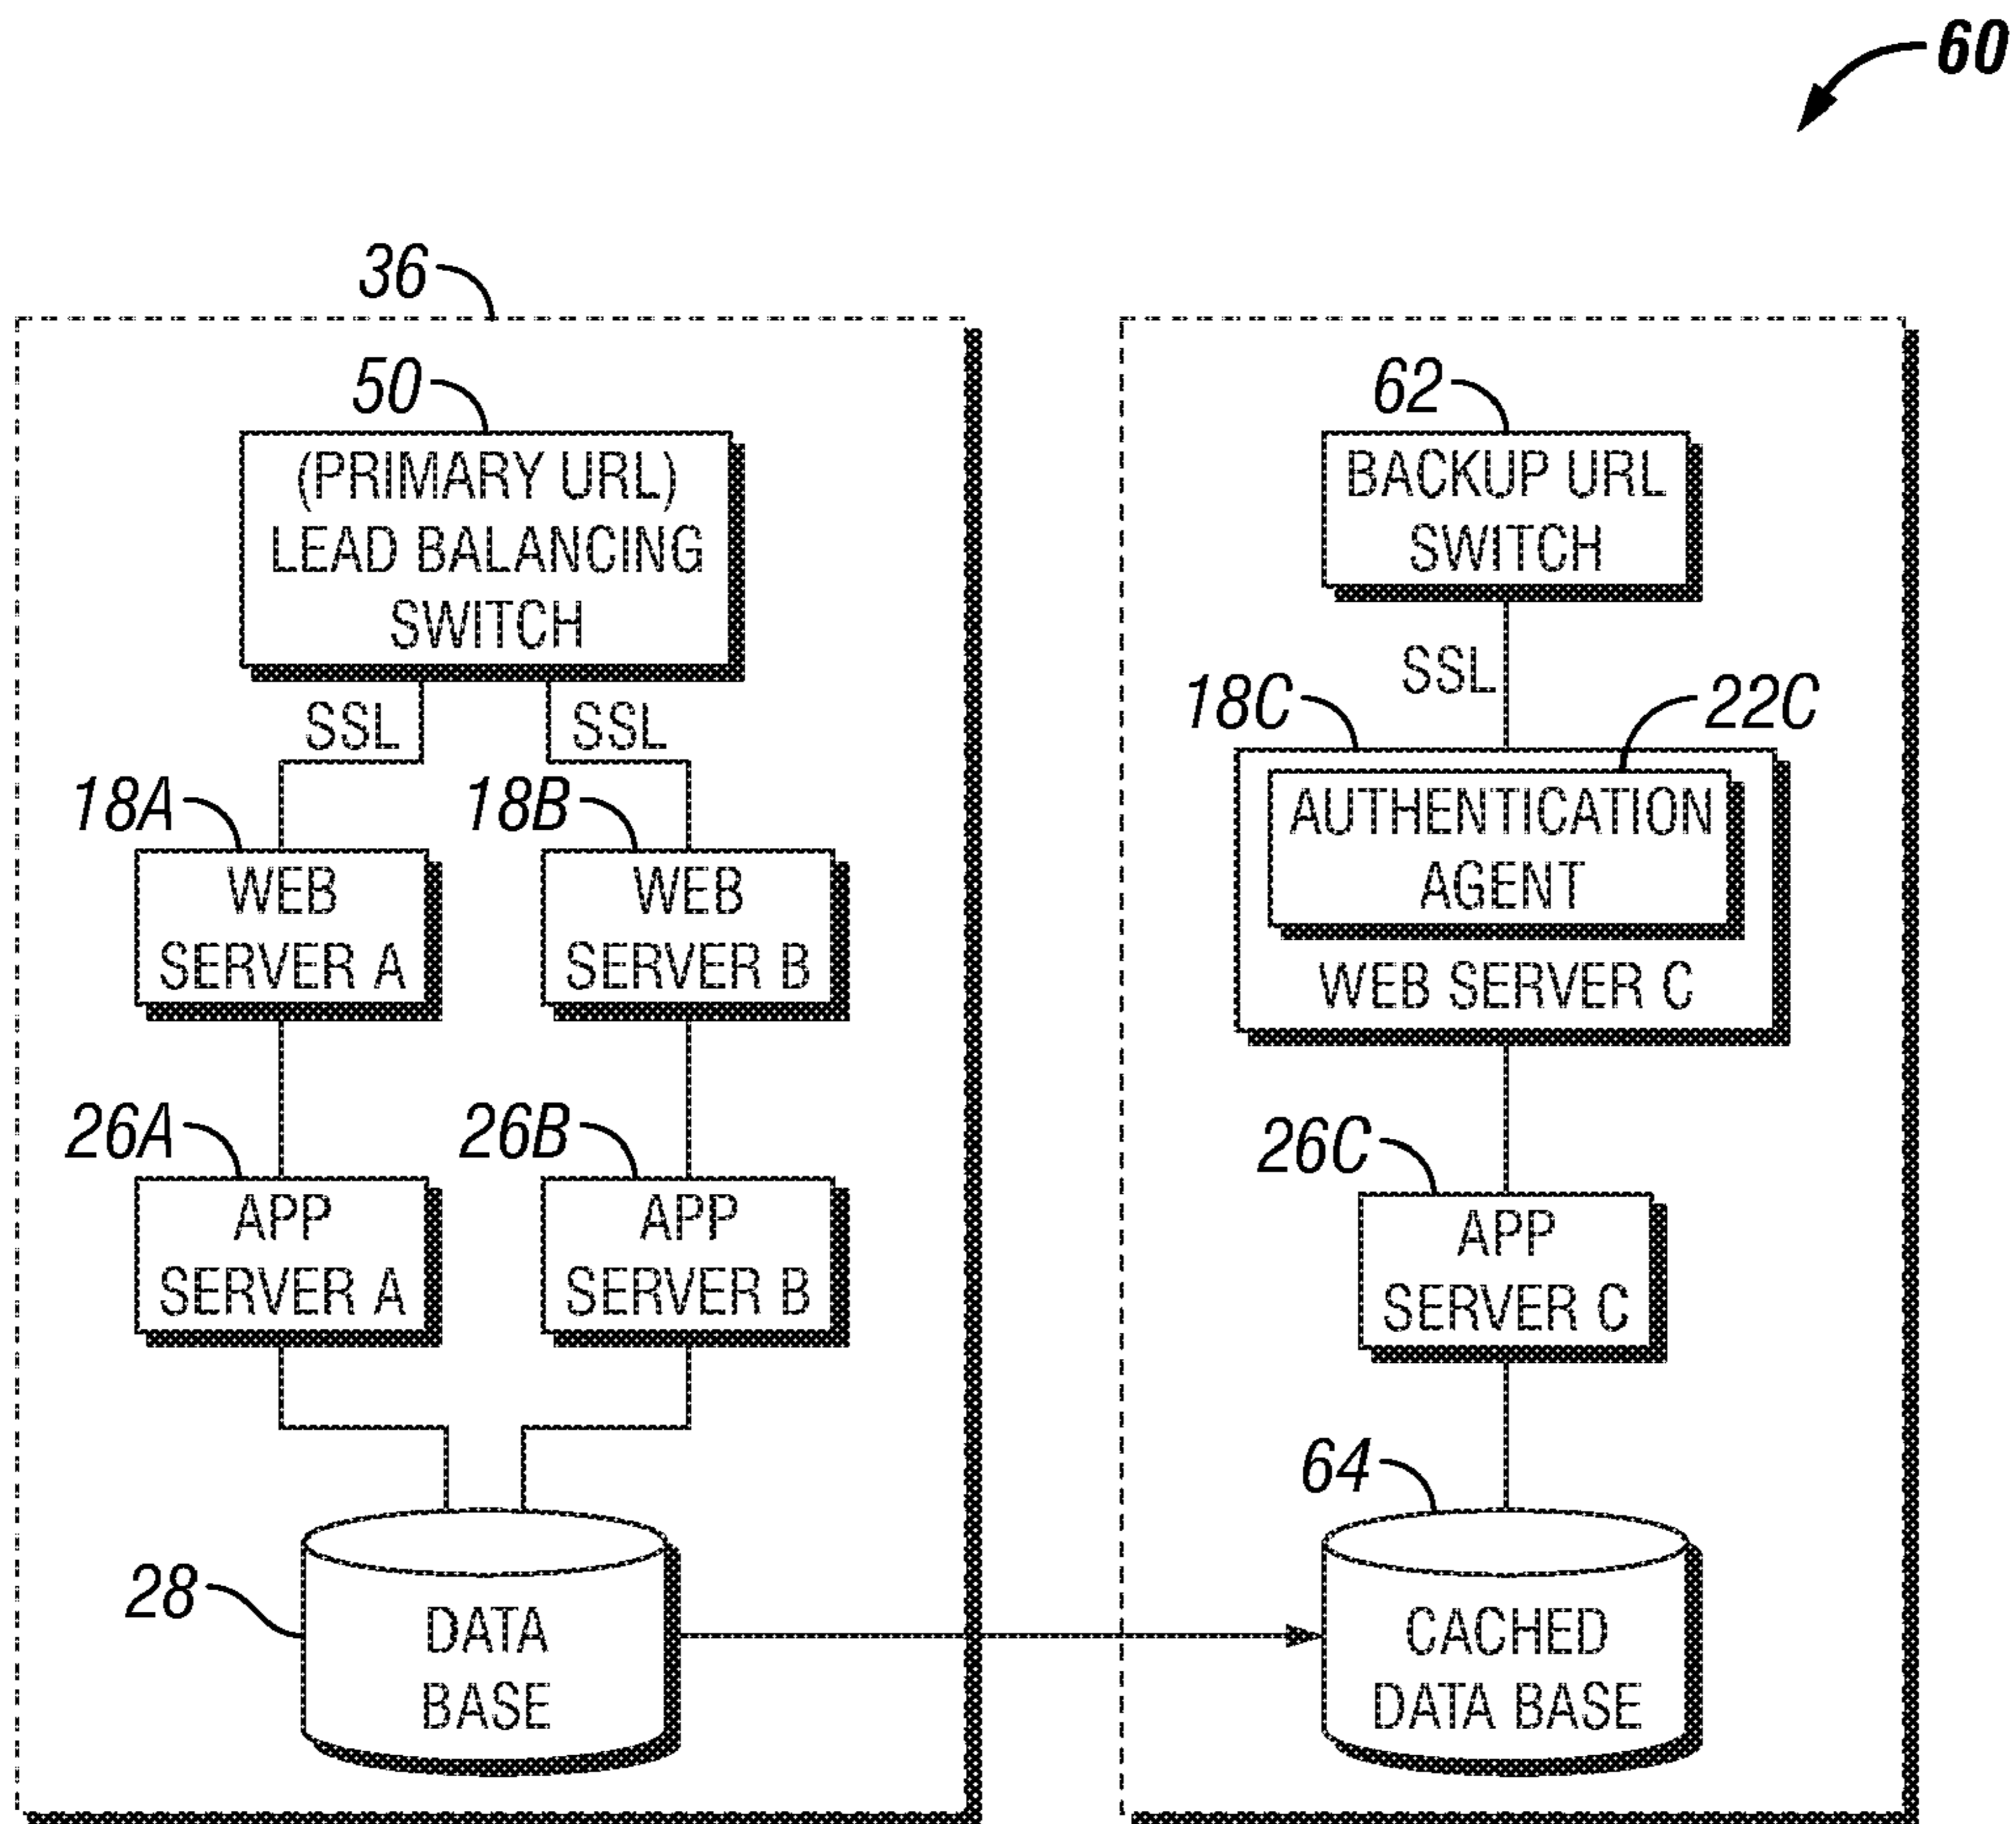 60
36
50
(PRIMARY URL)
LEAD BALANCING
SWITCH
SSL
SSL
18A
18B
WEB
SERVER A
WEB
SERVER B
26A
26B
APP
SERVER A
APP
SERVER B
28
DATA
BASE
62
BACKUP URL
SWITCH
SSL
18C
22C
AUTHENTICATION
AGENT
WEB SERVER C
26C
APP
SERVER C
64
CACHED
DATA BASE